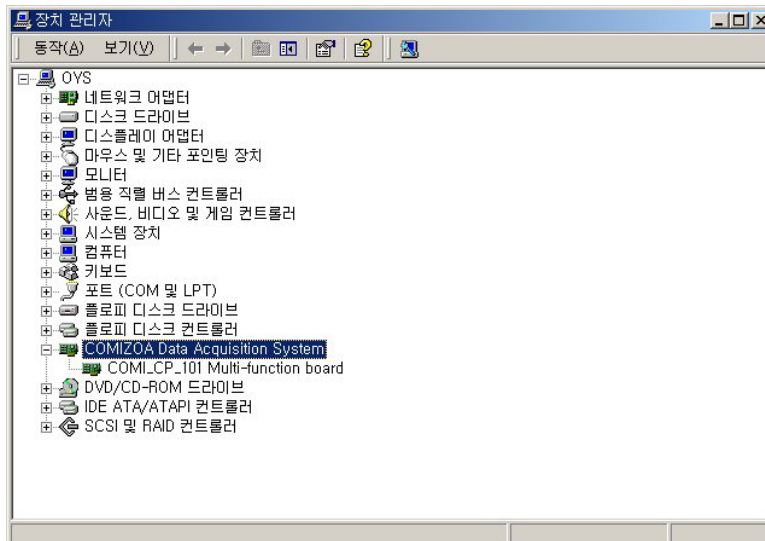 장치 관리자
동작(A) 보기(V)
OYS
네트워크 어댑터
디스크 드라이브
디스플레이 어댑터
마우스 및 기타 포인팅 장치
모니터
범용 직렬 버스 컨트롤러
사운드, 비디오 및 게임 컨트롤러
시스템 장치
컴퓨터
키보드
포트 (COM 및 LPT)
플로피 디스크 드라이브
플로피 디스크 컨트롤러
COMIZOA Data Acquisition System
COMI_CP_101 Multi-function board
DVD/CD-ROM 드라이브
IDE ATA/ATAPI 컨트롤러
SCSI 및 RAID 컨트롤러